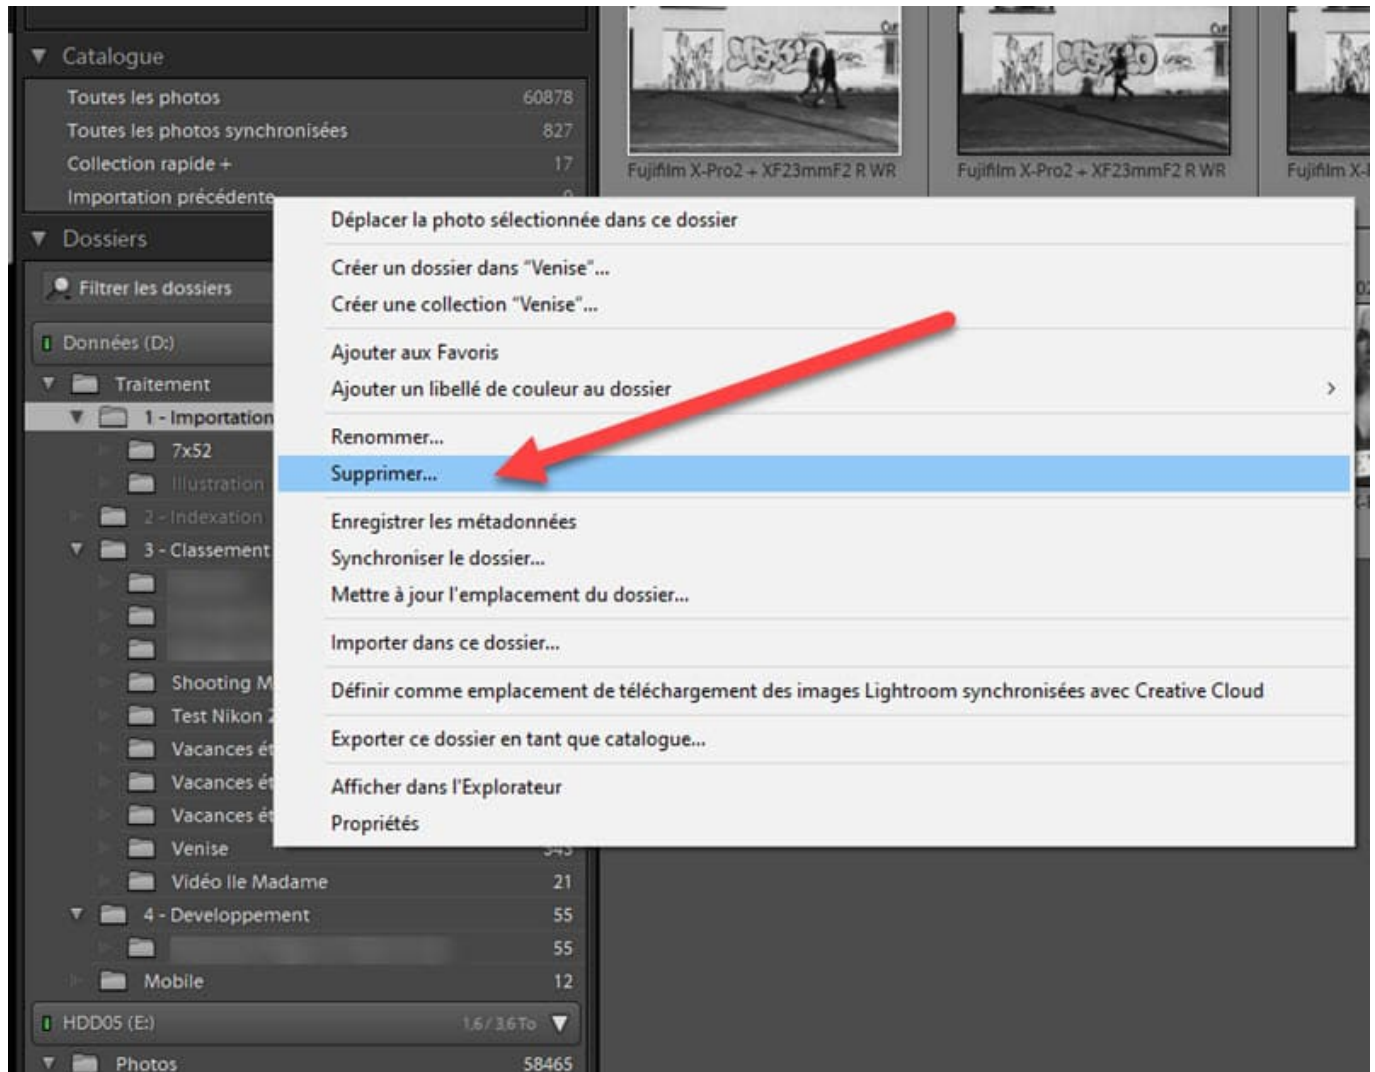 Catalogue
Toutes les photos 60878
Toutes les photos synchronisées 827
Collection rapide + 17
Importation précédente
Fujifilm X-Pro2 + XF23mmF2 R WR
Fujifilm X-Pro2 + XF23mmF2 R WR
Fujifilm
Dossiers
Filtrer les dossiers
Données (D:)
Traitement
1 - Importation
7x52
Illustration
2 - Indexation
3 - Classement
Shooting M
Test Nikon
Vacances ét
Vacances ét
Vacances ét
Venise 343
Vidéo Ile Madame 21
4 - Developpement 55
55
Mobile 12
HDD05 (E:) 1,6 / 3,6 To
Photos 58465
Déplacer la photo sélectionnée dans ce dossier
Créer un dossier dans "Venise"...
Créer une collection "Venise"...
Ajouter aux Favoris
Ajouter un libellé de couleur au dossier
Renommer...
Supprimer...
Enregistrer les métadonnées
Synchroniser le dossier...
Mettre à jour l'emplacement du dossier...
Importer dans ce dossier...
Définir comme emplacement de téléchargement des images Lightroom synchronisées avec Creative Cloud
Exporter ce dossier en tant que catalogue...
Afficher dans l'Explorateur
Propriétés